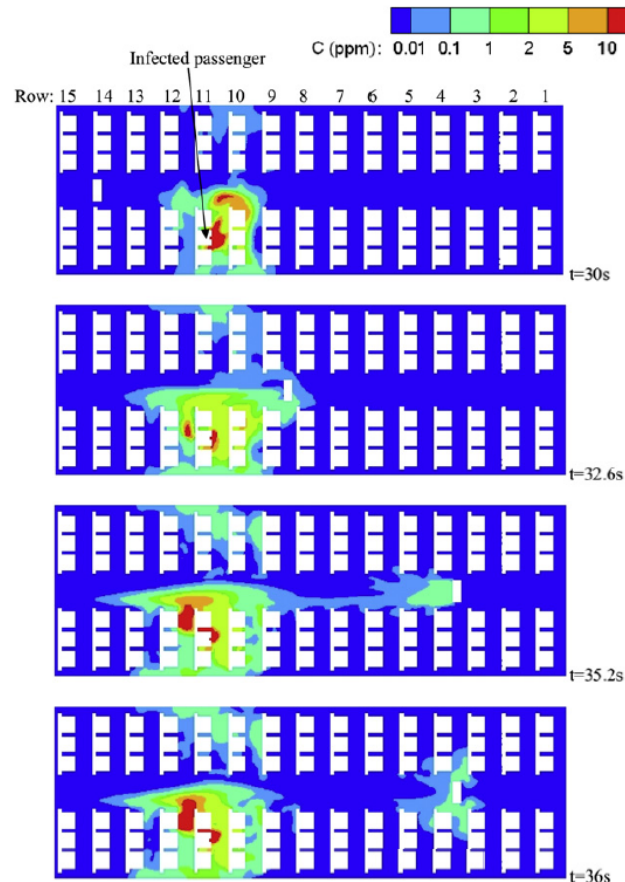 C (ppm): 0.01 0.1 1 2 5 10
Infected passenger
Row: 15 14 13 12 11 10 9 8 7 6 5 4 3 2 1
t=30s
t=32.6s
t=35.2s
t=36s